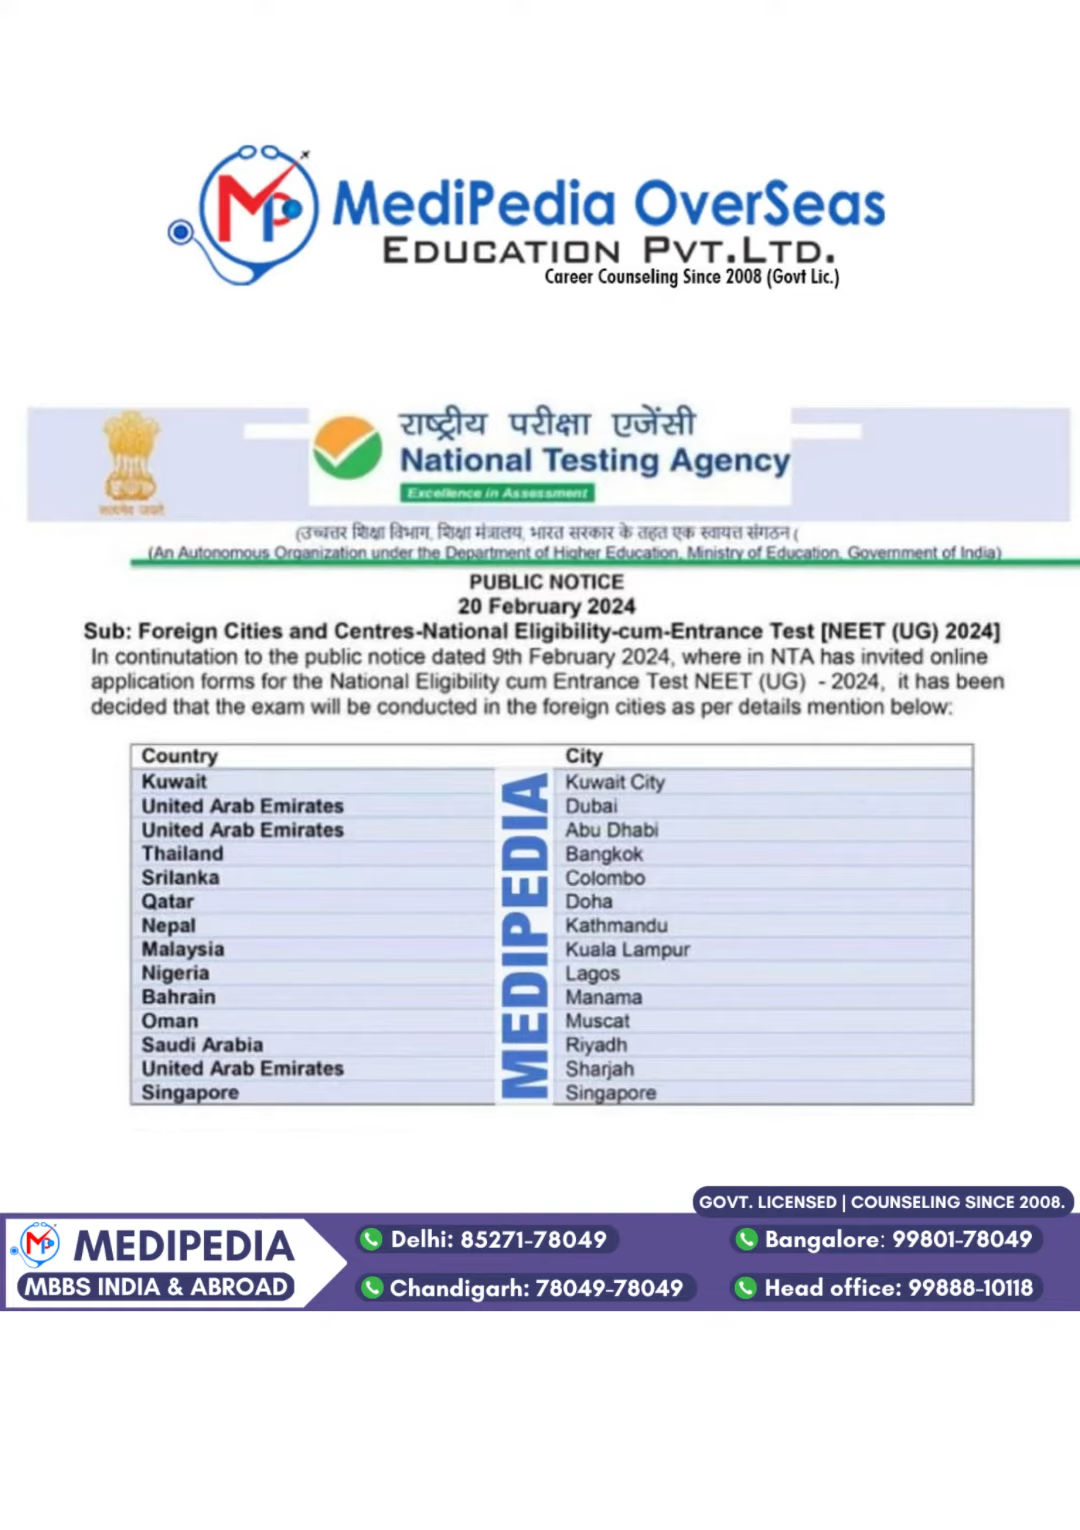 MP
MediPedia OverSeas
EDUCATION PVT.LTD.
Career Counseling Since 2008 (Govt Lic.)
राष्ट्रीय परीक्षा एजेंसी
National Testing Agency
Excellence in Assessment
सत्यमेव जयते
(उच्चतर शिक्षा विभाग, शिक्षा मंत्रालय, भारत सरकार के तहत एक स्वायत्त संगठन (
(An Autonomous Organization under the Department of Higher Education, Ministry of Education, Government of India)
PUBLIC NOTICE
20 February 2024
Sub: Foreign Cities and Centres-National Eligibility-cum-Entrance Test [NEET (UG) 2024]
In continutation to the public notice dated 9th February 2024, where in NTA has invited online
application forms for the National Eligibility cum Entrance Test NEET (UG) - 2024, it has been
decided that the exam will be conducted in the foreign cities as per details mention below:
Country City
Kuwait Kuwait City
United Arab Emirates Dubai
United Arab Emirates Abu Dhabi
Thailand Bangkok
Srilanka Colombo
Qatar Doha
Nepal Kathmandu
Malaysia Kuala Lampur
Nigeria Lagos
Bahrain Manama
Oman Muscat
Saudi Arabia Riyadh
United Arab Emirates Sharjah
Singapore Singapore
MEDIPEDIA
GOVT. LICENSED | COUNSELING SINCE 2008.
MP MEDIPEDIA
MBBS INDIA & ABROAD
Delhi: 85271-78049
Bangalore: 99801-78049
Chandigarh: 78049-78049
Head office: 99888-10118